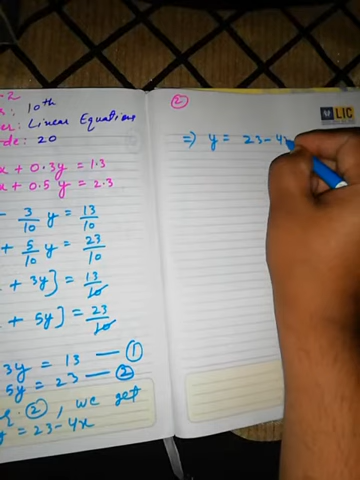 10th
Linear Equations
20
x + 0.3y = 1.3
x + 0.5y = 2.3
3/10 y = 13/10
+ 5/10 y = 23/10
+ 3y] = 13/10
+ 5y] = 23/10
3y = 13 — ①
5y = 23 — ②
②, we get
= 23 - 4x
②
LIC
⇒ y = 23 - 4x